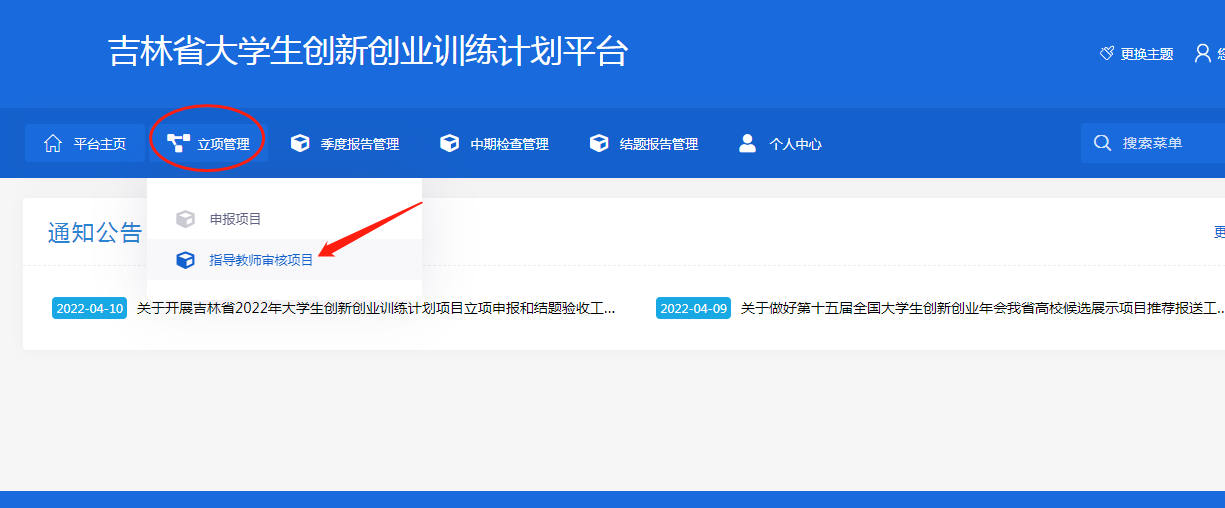 吉林省大学生创新创业训练计划平台
更换主题
平台主页 立项管理 季度报告管理 中期检查管理 结题报告管理 个人中心 搜索菜单
申报项目
通知公告
指导教师审核项目
2022-04-10 关于开展吉林省2022年大学生创新创业训练计划项目立项申报和结题验收工...
2022-04-09 关于做好第十五届全国大学生创新创业年会我省高校候选展示项目推荐报送工...